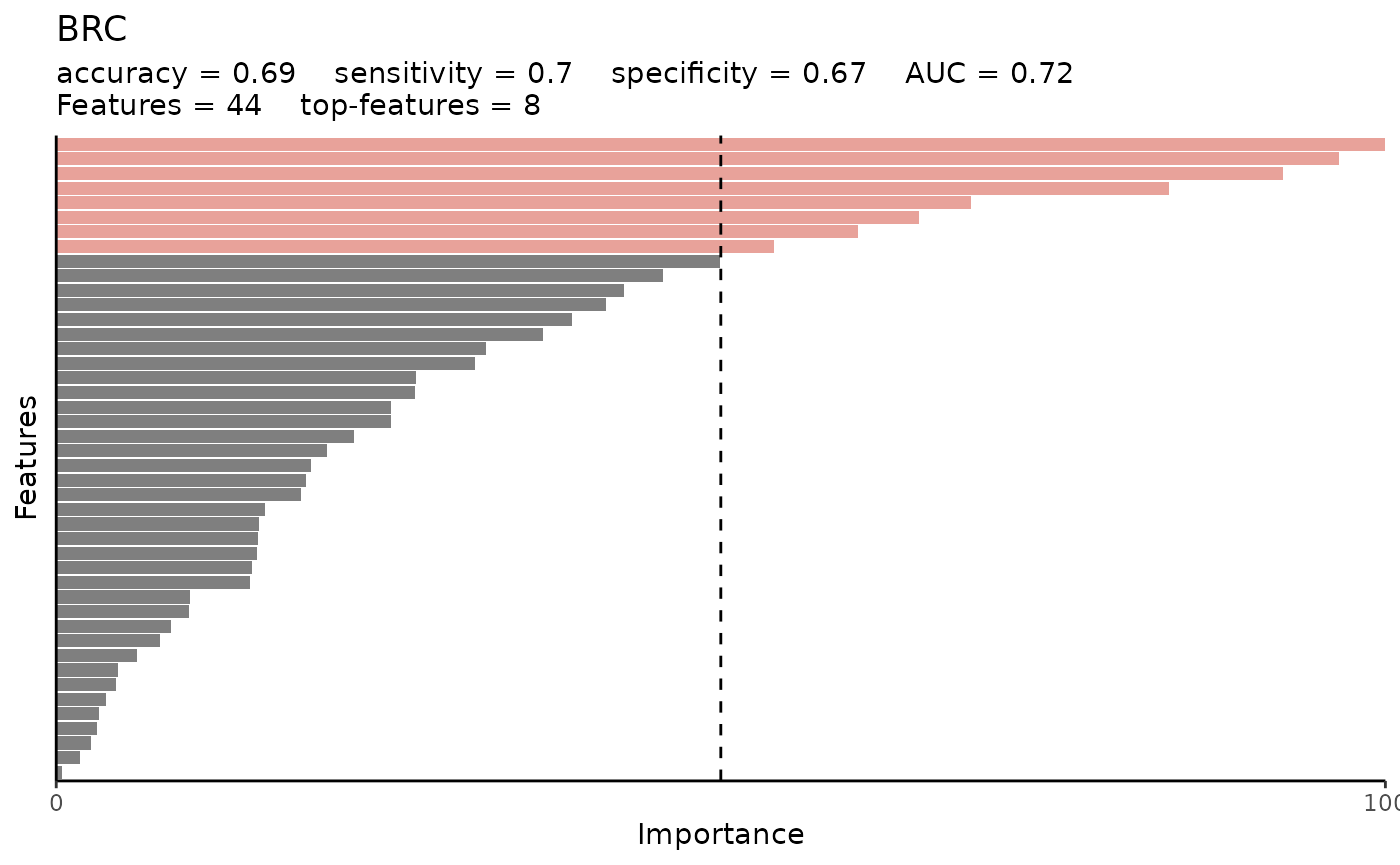 BRC
accuracy = 0.69    sensitivity = 0.7    specificity = 0.67    AUC = 0.72
Features = 44    top-features = 8
Features
0
100
Importance